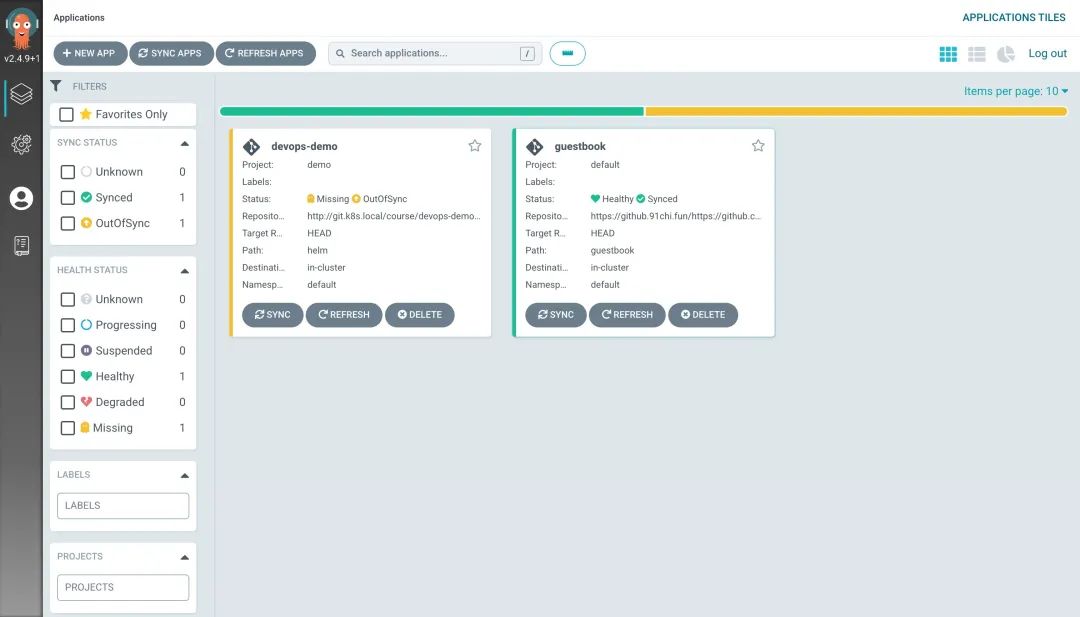 Applications
APPLICATIONS TILES
v2.4.9+1
+ NEW APP
SYNC APPS
REFRESH APPS
Search applications...
/
Log out
FILTERS
Items per page: 10
Favorites Only
SYNC STATUS
Unknown 0
Synced 1
OutOfSync 1
HEALTH STATUS
Unknown 0
Progressing 0
Suspended 0
Healthy 1
Degraded 0
Missing 1
LABELS
LABELS
PROJECTS
PROJECTS
devops-demo
Project: demo
Labels:
Status: Missing OutOfSync
Reposito... http://git.k8s.local/course/devops-demo...
Target R... HEAD
Path: helm
Destinati... in-cluster
Namesp... default
SYNC REFRESH DELETE
guestbook
Project: default
Labels:
Status: Healthy Synced
Reposito... https://github.91chi.fun/https://github.c...
Target R... HEAD
Path: guestbook
Destinati... in-cluster
Namesp... default
SYNC REFRESH DELETE